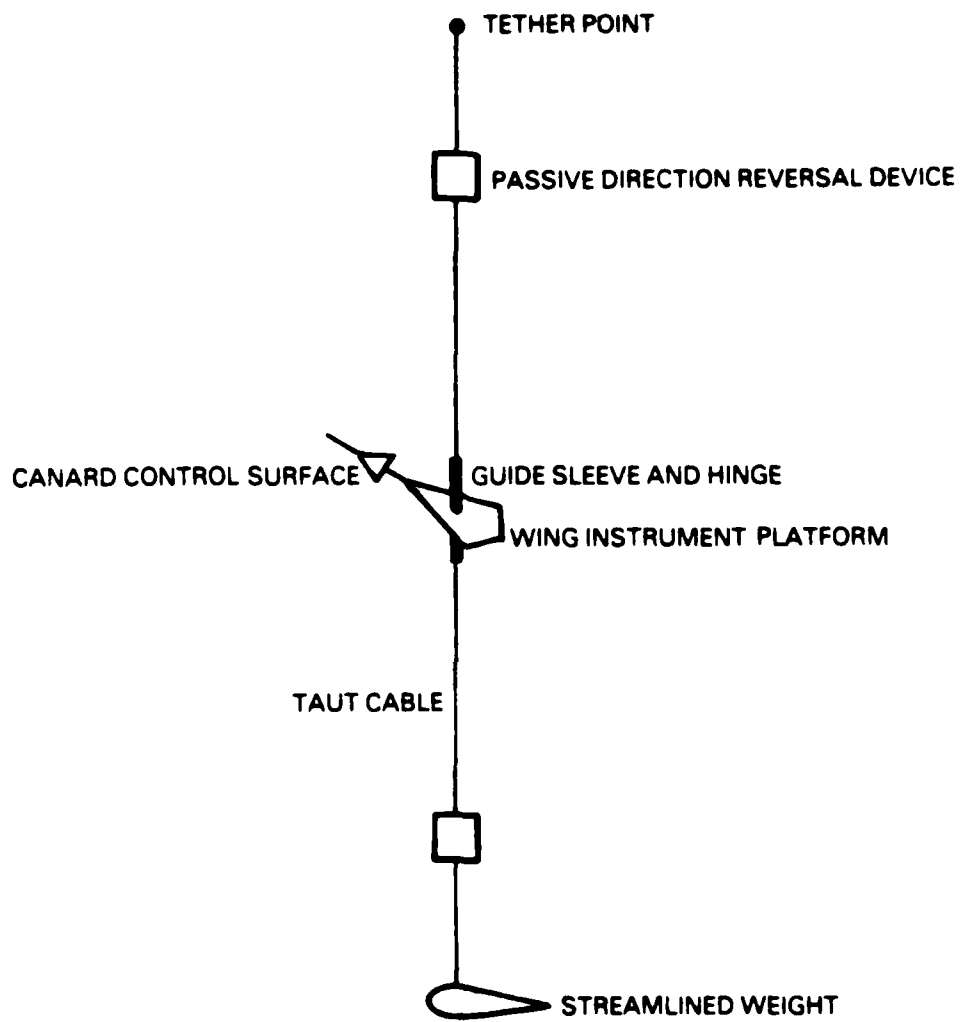 TETHER POINT
PASSIVE DIRECTION REVERSAL DEVICE
CANARD CONTROL SURFACE
GUIDE SLEEVE AND HINGE
WING INSTRUMENT PLATFORM
TAUT CABLE
STREAMLINED WEIGHT